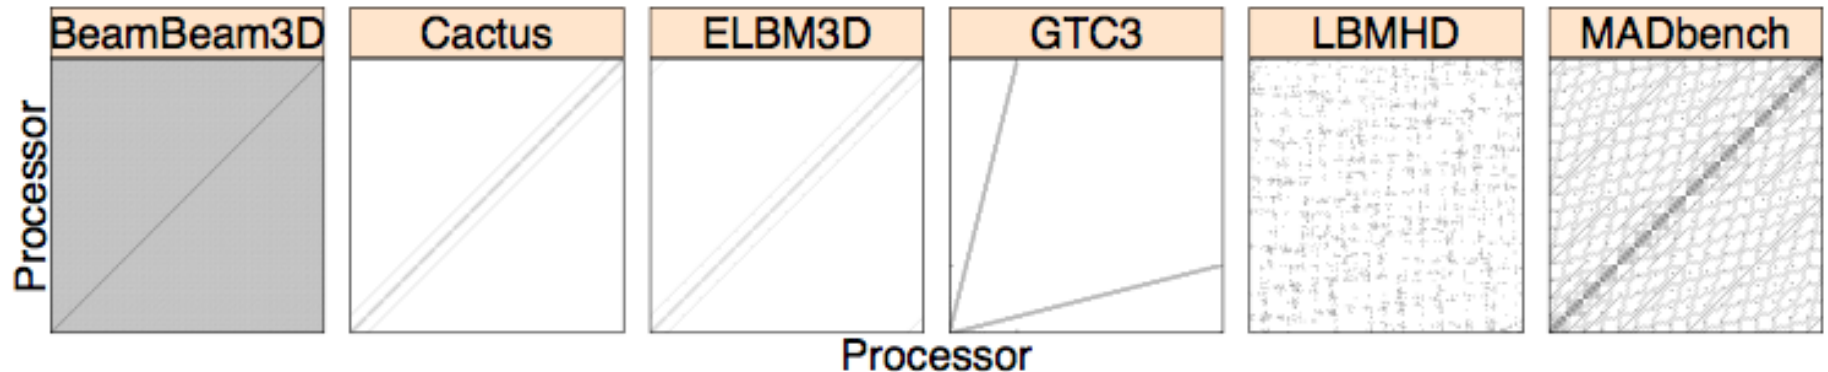 BeamBeam3D
Cactus
ELBM3D
GTC3
LBMHD
MADbench
Processor
Processor